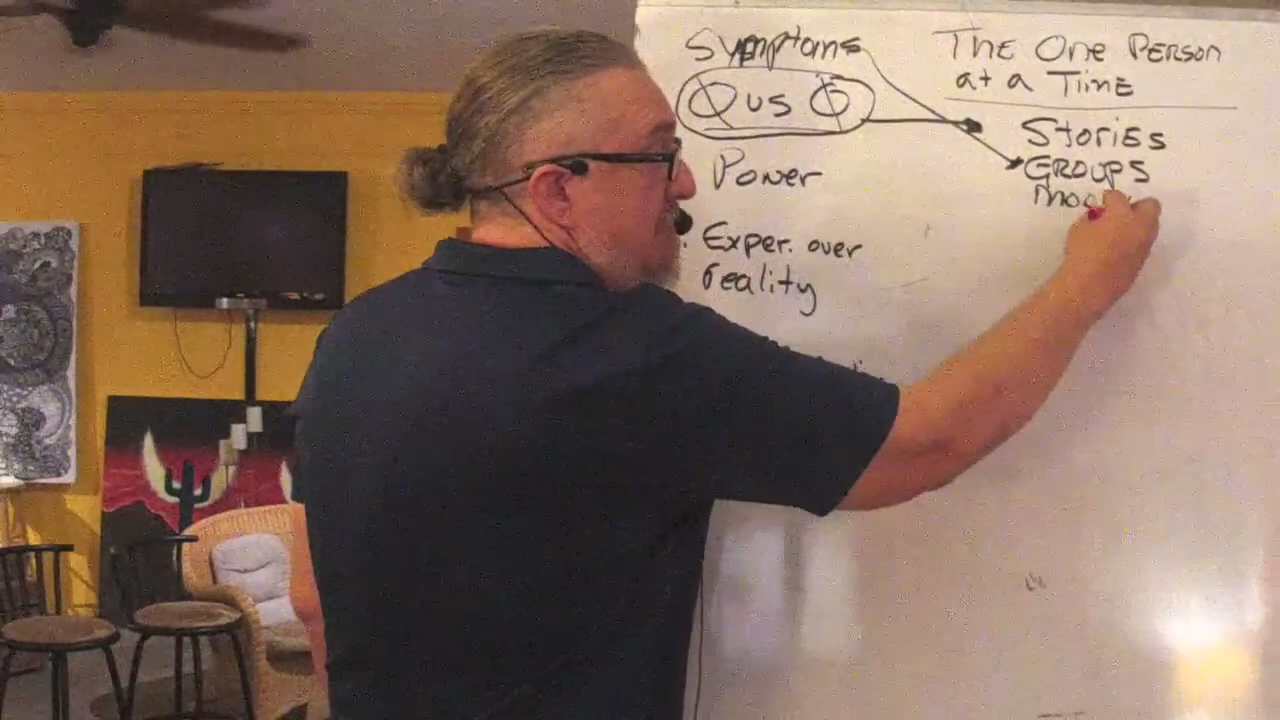 Symptoms
us
Power
Exper. over
reality
The One Person
at a Time
Stories
Groups